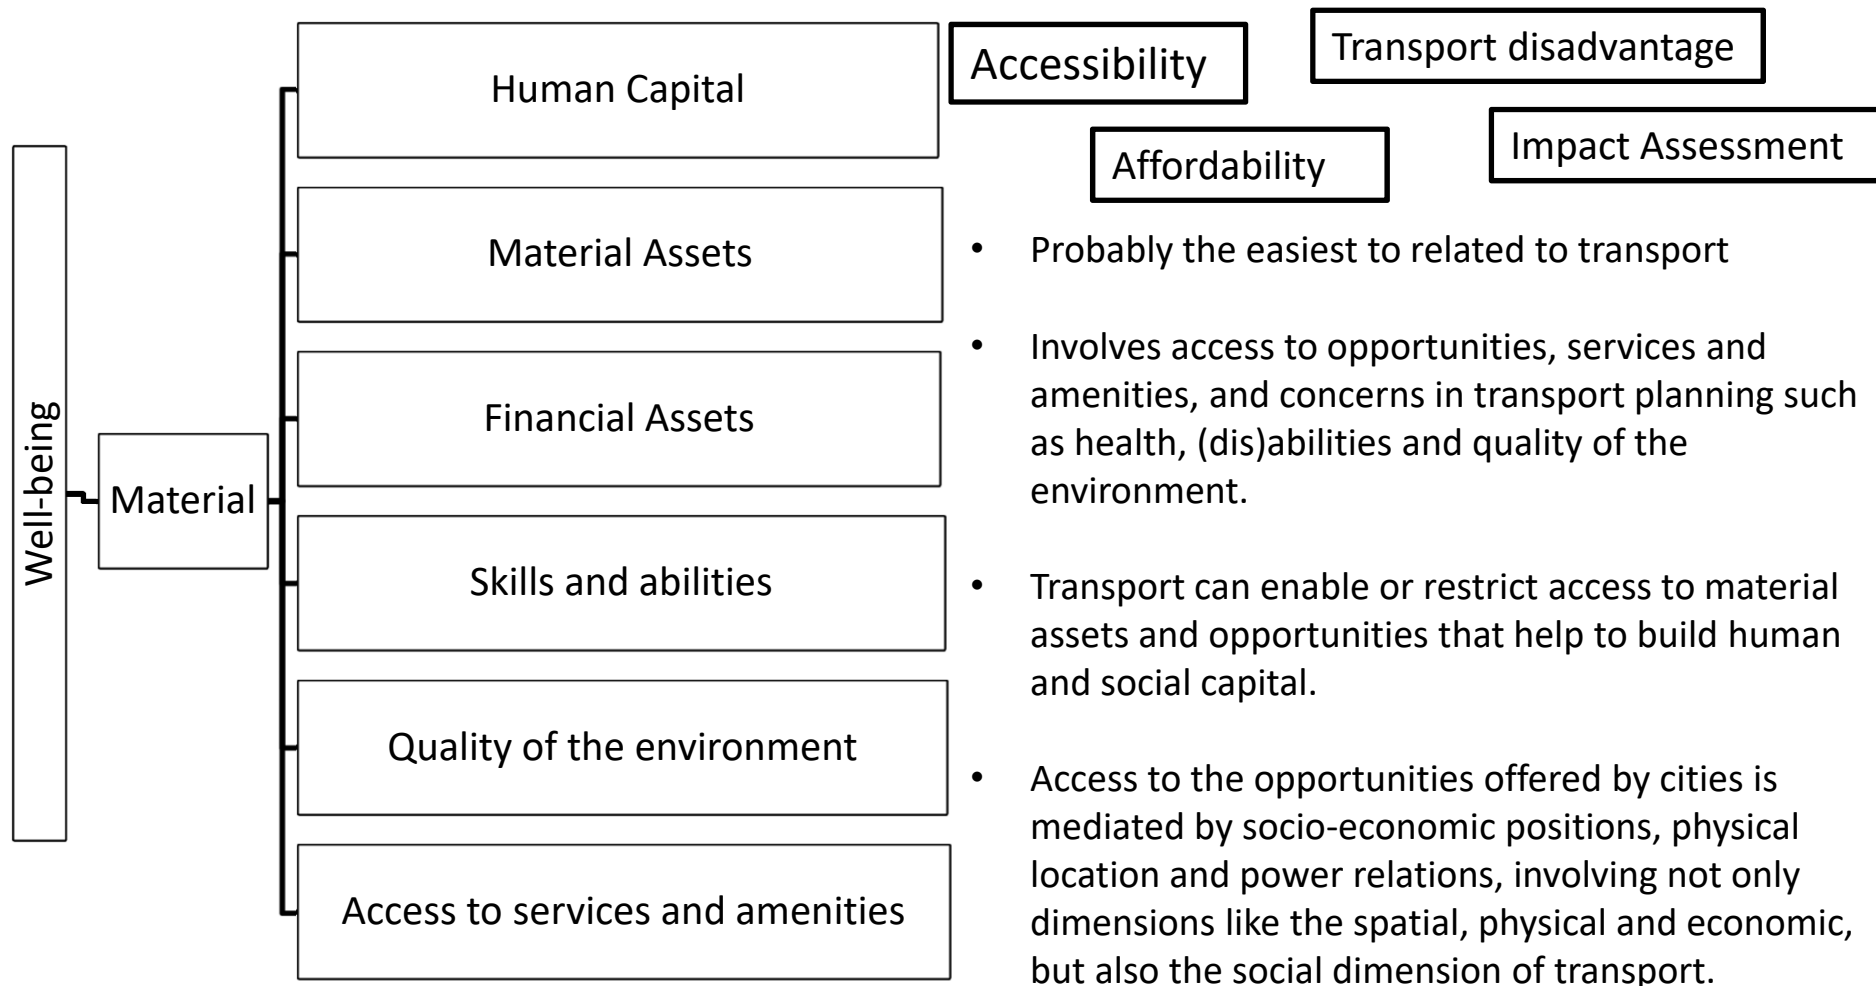 Well-being
Material
Human Capital
Material Assets
Financial Assets
Skills and abilities
Quality of the environment
Access to services and amenities
Accessibility
Transport disadvantage
Affordability
Impact Assessment
• Probably the easiest to related to transport
• Involves access to opportunities, services and
amenities, and concerns in transport planning such
as health, (dis)abilities and quality of the
environment.
• Transport can enable or restrict access to material
assets and opportunities that help to build human
and social capital.
• Access to the opportunities offered by cities is
mediated by socio-economic positions, physical
location and power relations, involving not only
dimensions like the spatial, physical and economic,
but also the social dimension of transport.